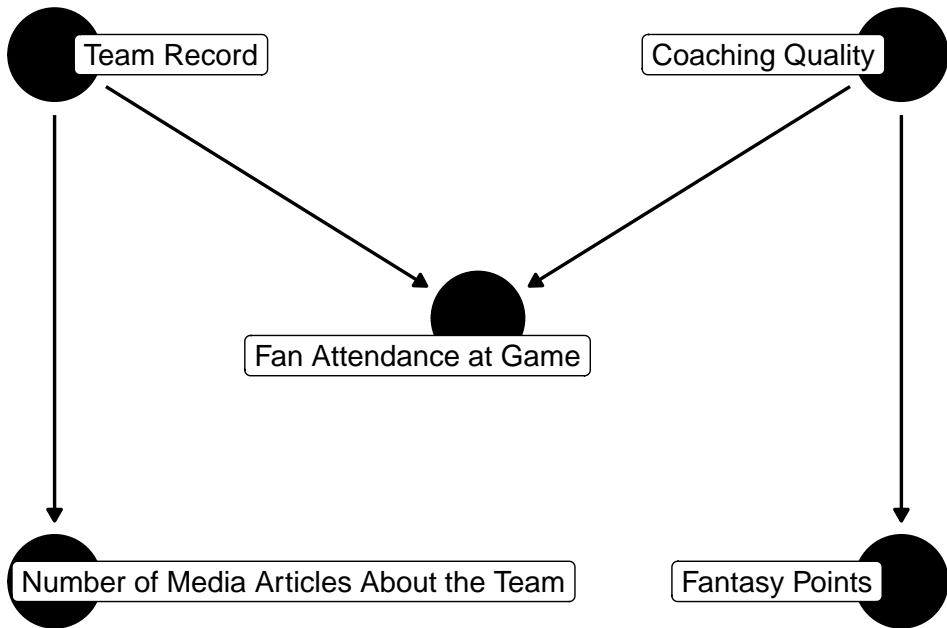 Team Record
Coaching Quality
Fan Attendance at Game
Number of Media Articles About the Team
Fantasy Points